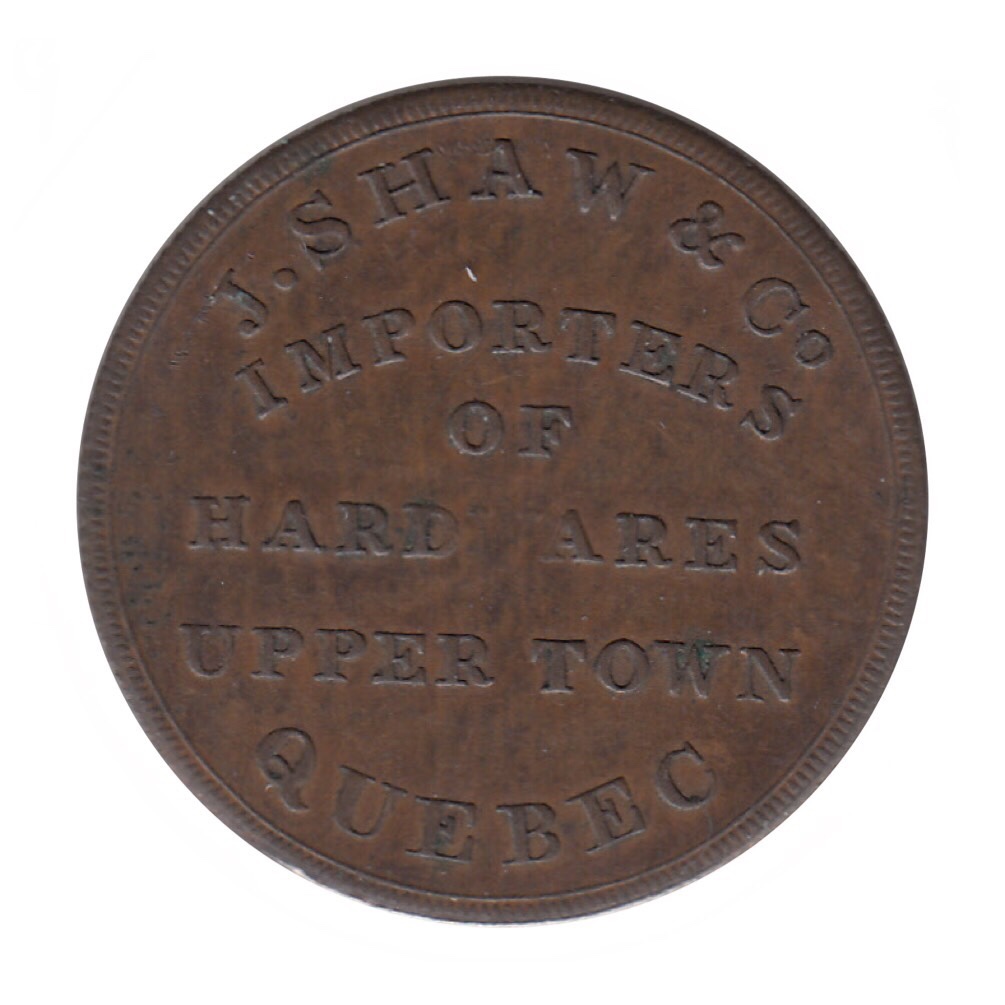 J. SHAW & Co
IMPORTERS
OF
HARD ARES
UPPER TOWN
QUEBEC